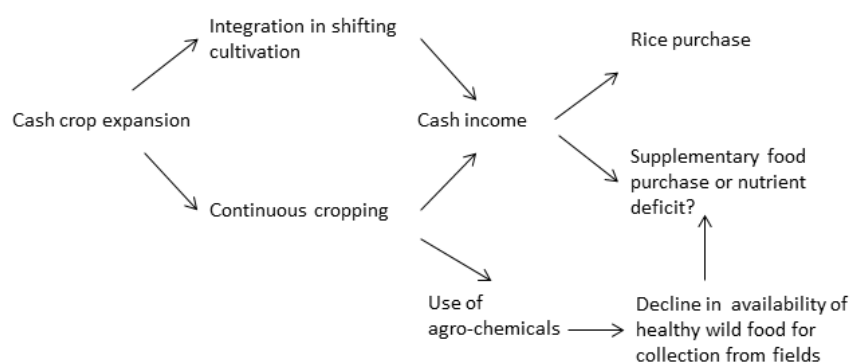 Integration in shifting
cultivation
Rice purchase
Cash crop expansion
Cash income
Supplementary food
purchase or nutrient
deficit?
Continuous cropping
Use of
agro-chemicals
Decline in availability of
healthy wild food for
collection from fields